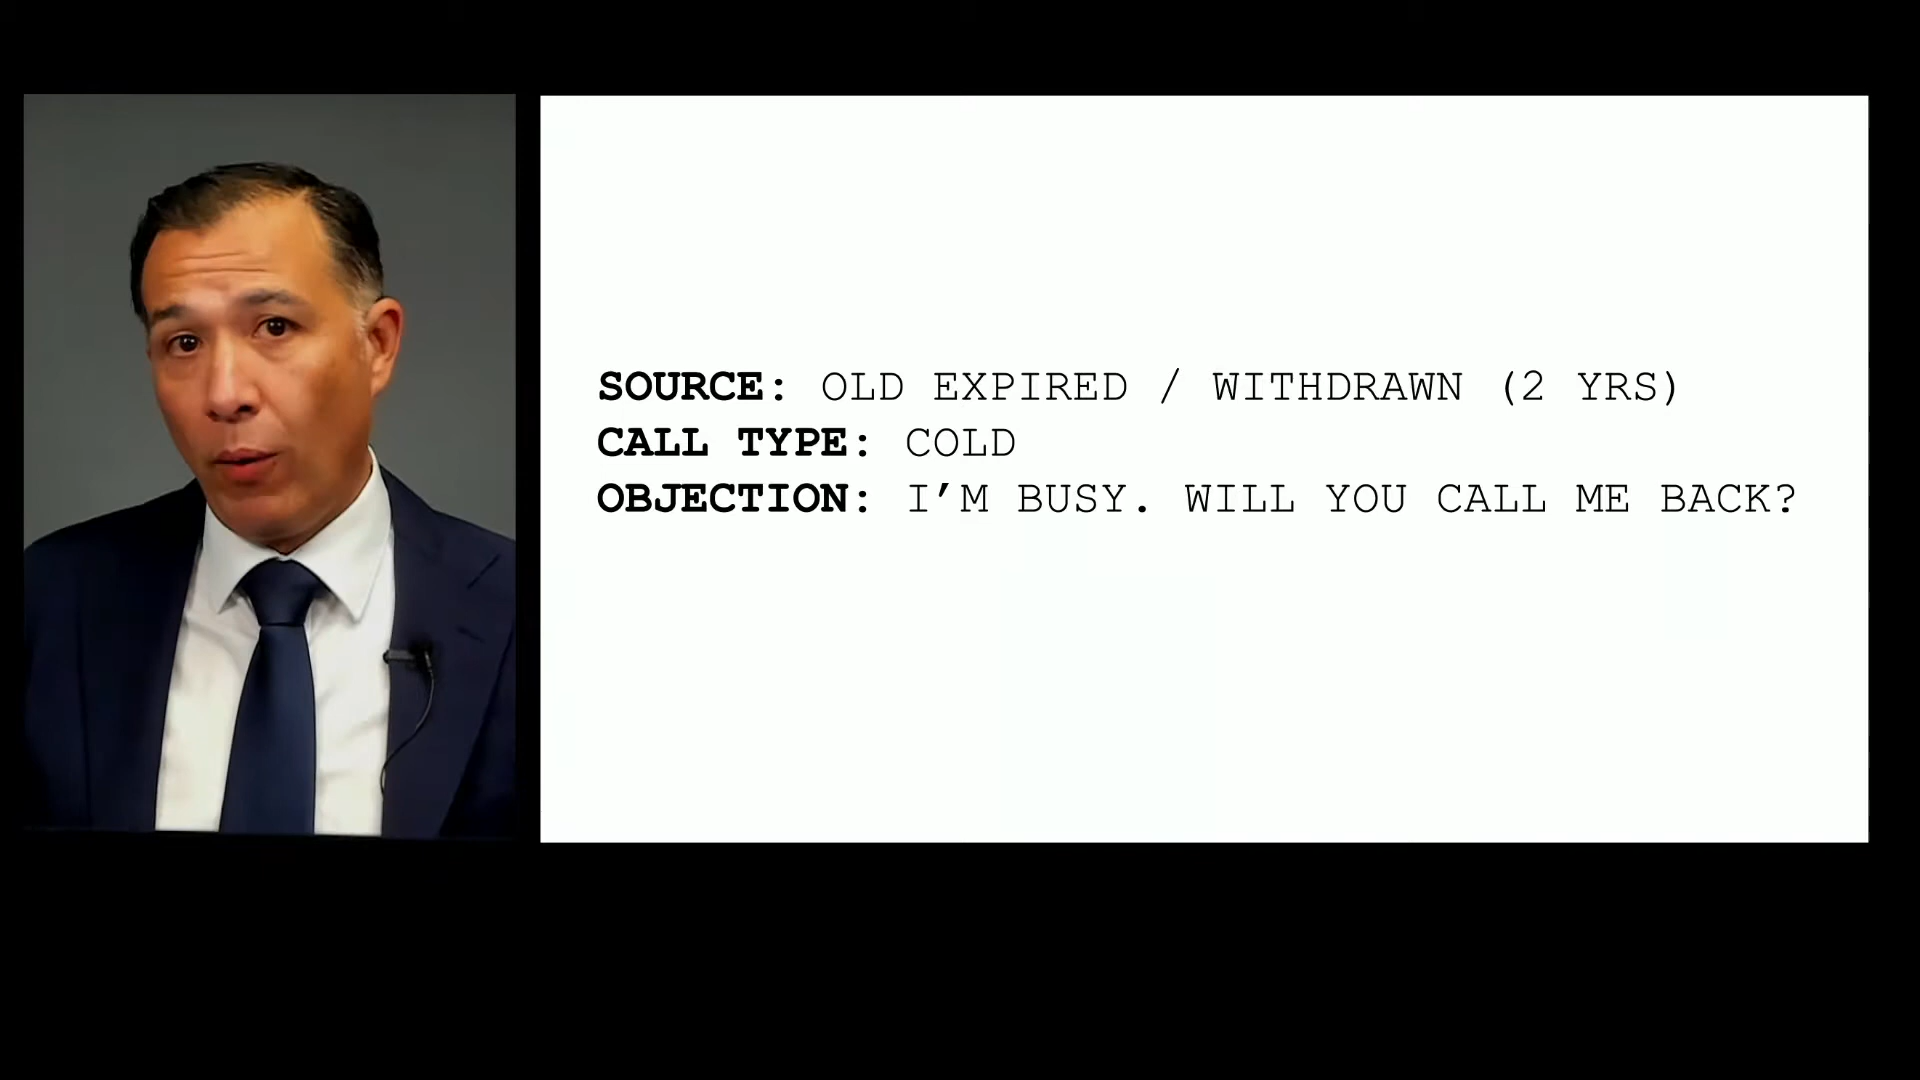 SOURCE: OLD EXPIRED / WITHDRAWN (2 YRS)
CALL TYPE: COLD
OBJECTION: I’M BUSY. WILL YOU CALL ME BACK?